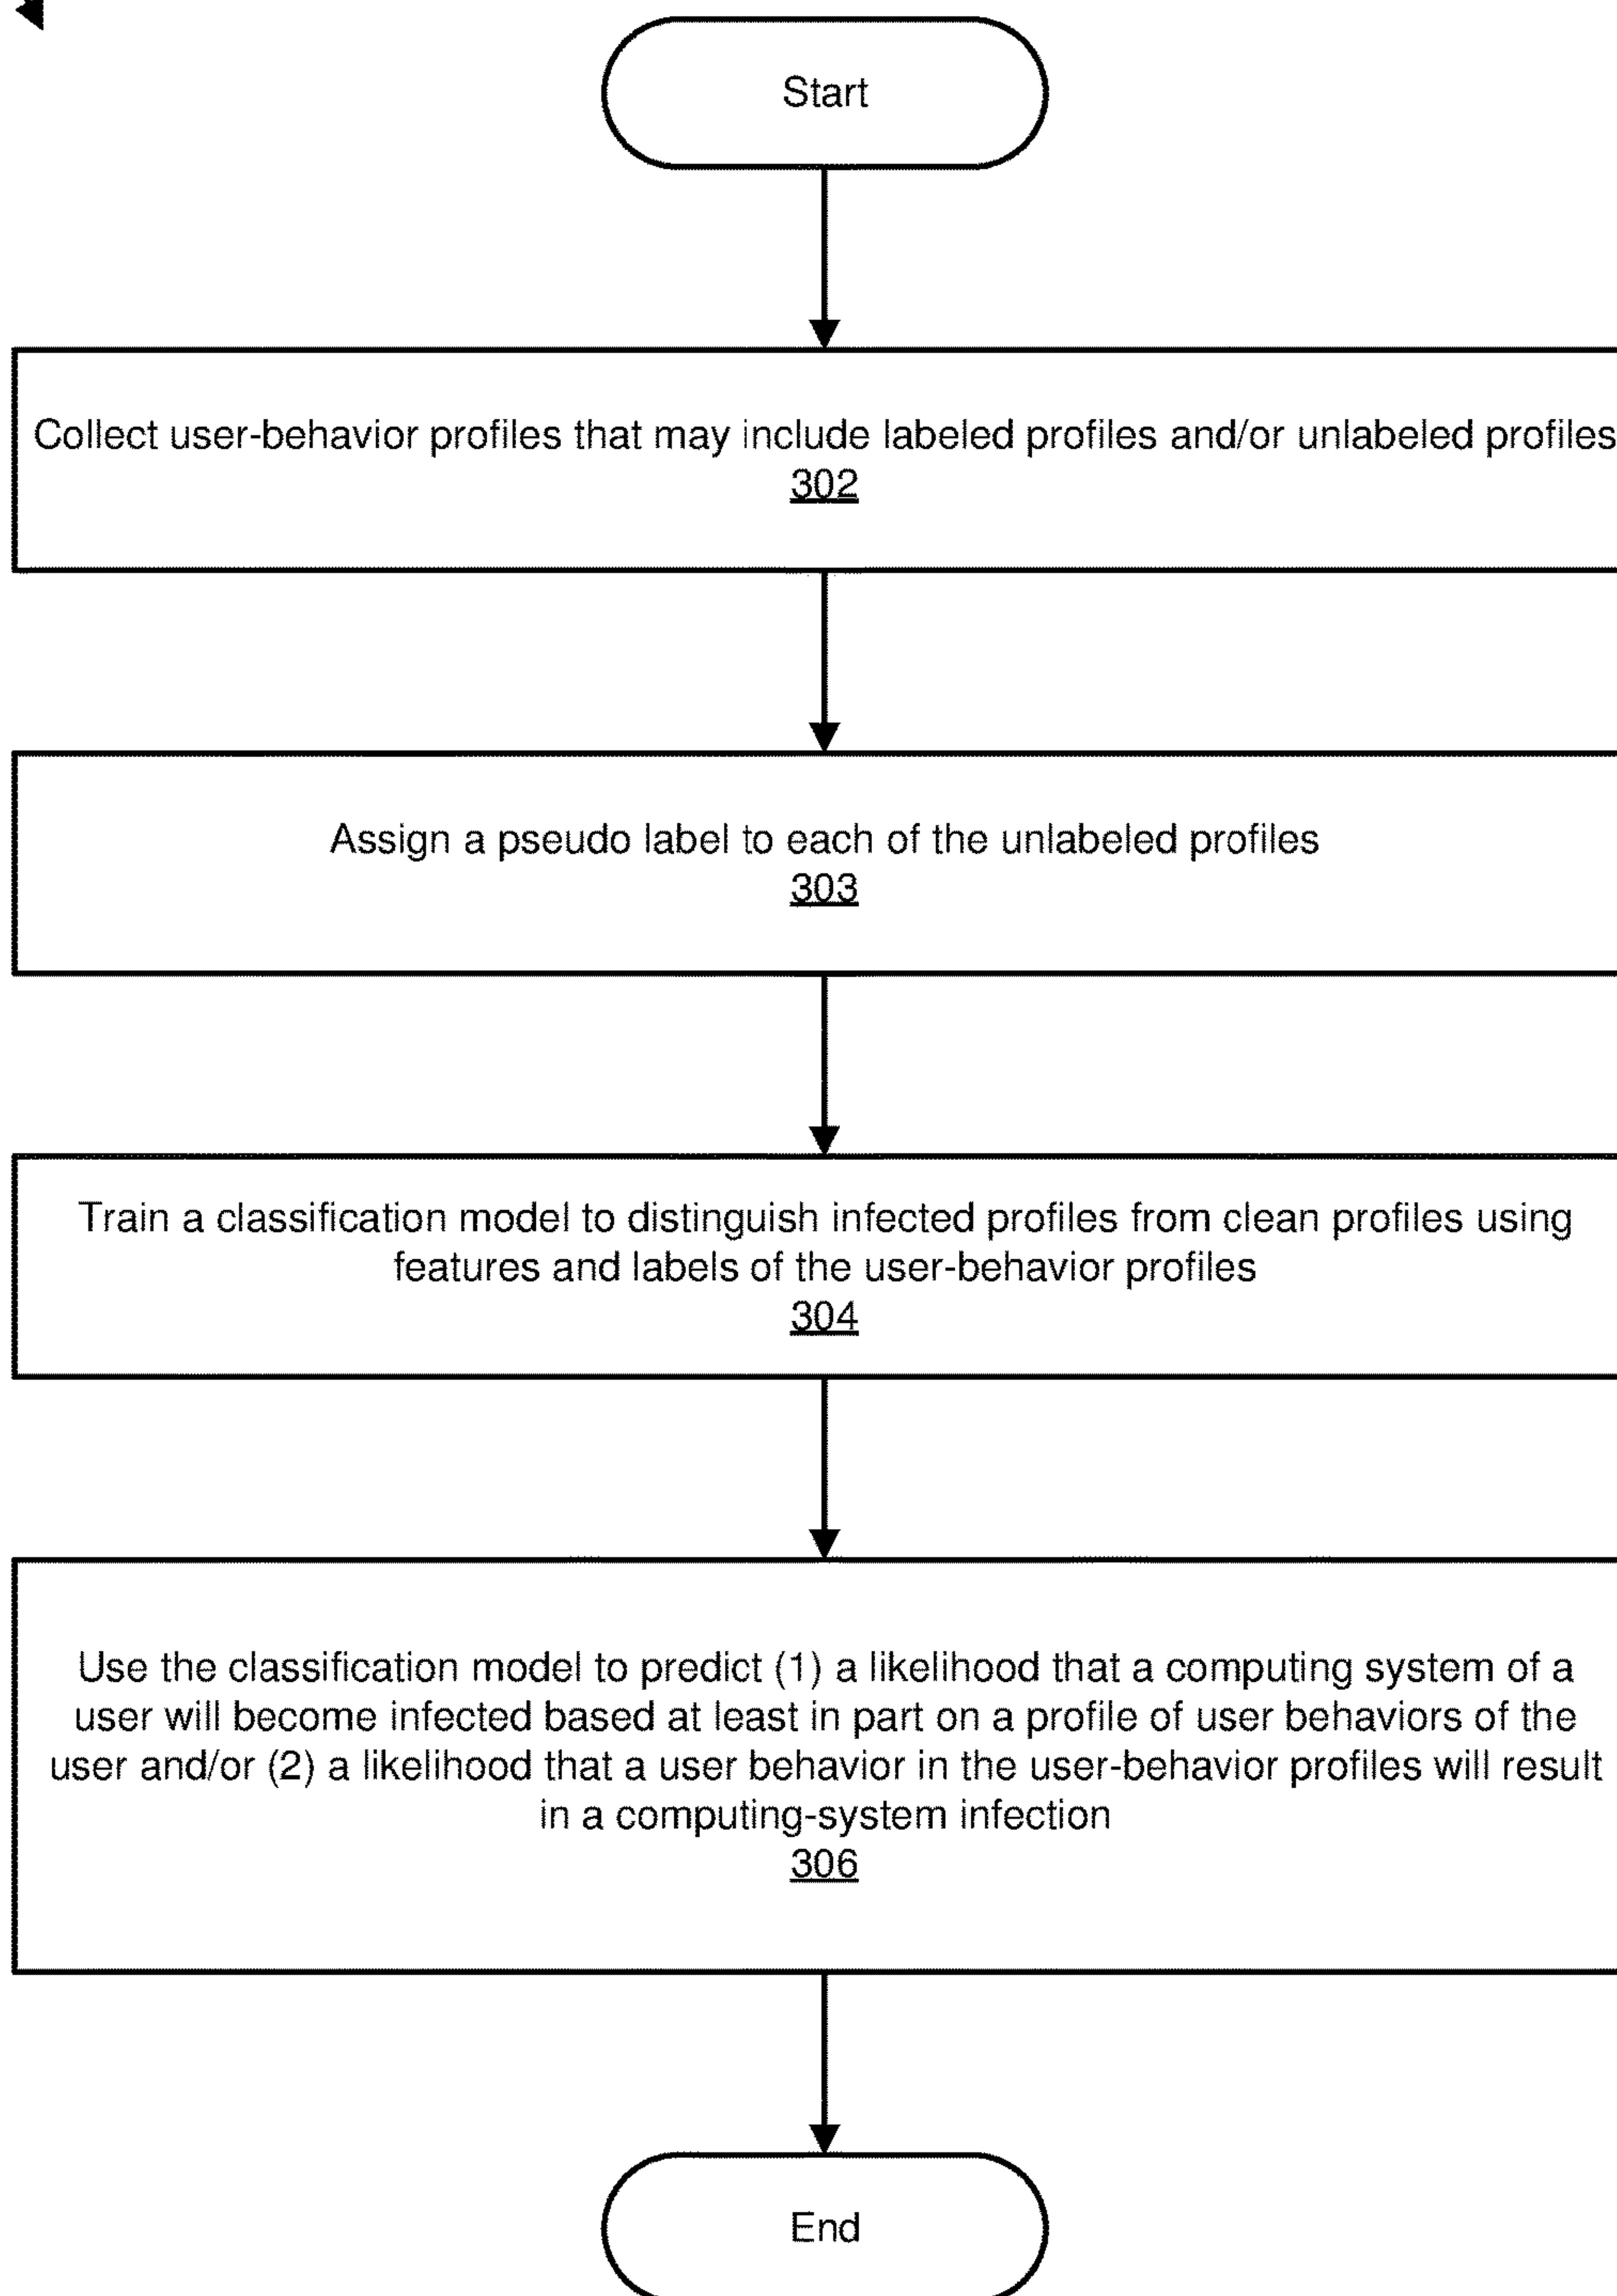 Start
Collect user-behavior profiles that may include labeled profiles and/or unlabeled profiles
302
Assign a pseudo label to each of the unlabeled profiles
303
Train a classification model to distinguish infected profiles from clean profiles using
features and labels of the user-behavior profiles
304
Use the classification model to predict (1) a likelihood that a computing system of a
user will become infected based at least in part on a profile of user behaviors of the
user and/or (2) a likelihood that a user behavior in the user-behavior profiles will result
in a computing-system infection
306
End